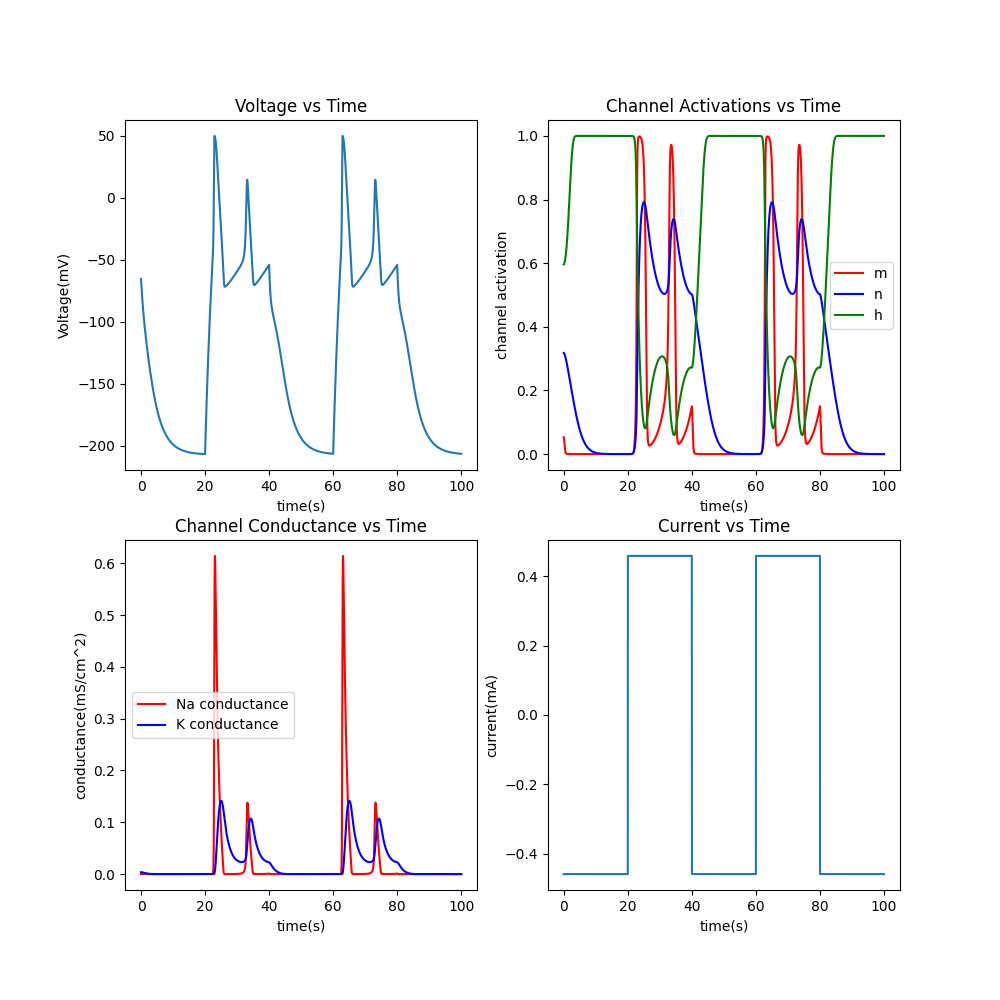 Voltage vs Time
Voltage(mV)
50
0
−50
−100
−150
−200
0 20 40 60 80 100
time(s)
Channel Activations vs Time
channel activation
1.0
0.8
0.6
0.4
0.2
0.0
m
n
h
0 20 40 60 80 100
time(s)
Channel Conductance vs Time
conductance(mS/cm^2)
0.6
0.5
0.4
0.3
0.2
0.1
0.0
Na conductance
K conductance
0 20 40 60 80 100
time(s)
Current vs Time
current(mA)
0.4
0.2
0.0
−0.2
−0.4
0 20 40 60 80 100
time(s)